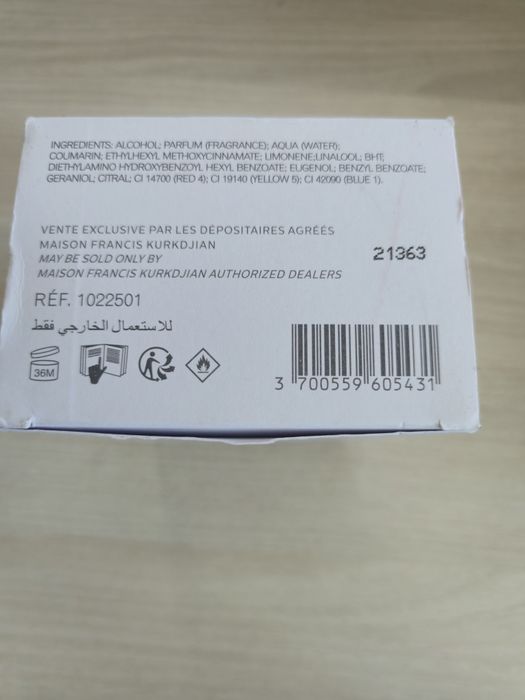 INGREDIENTS: ALCOHOL; PARFUM (FRAGRANCE); AQUA (WATER);
COUMARIN; ETHYLHEXYL METHOXYCINNAMATE; LIMONENE;LINALOOL; BHT;
DIETHYLAMINO HYDROXYBENZOYL HEXYL BENZOATE; EUGENOL; BENZYL BENZOATE;
GERANIOL; CITRAL; CI 14700 (RED 4); CI 19140 (YELLOW 5); CI 42090 (BLUE 1).
VENTE EXCLUSIVE PAR LES DÉPOSITAIRES AGRÉÉS
MAISON FRANCIS KURKDJIAN
MAY BE SOLD ONLY BY
MAISON FRANCIS KURKDJIAN AUTHORIZED DEALERS
21363
RÉF. 1022501
للاستعمال الخارجي فقط
36M
3 700559 605431